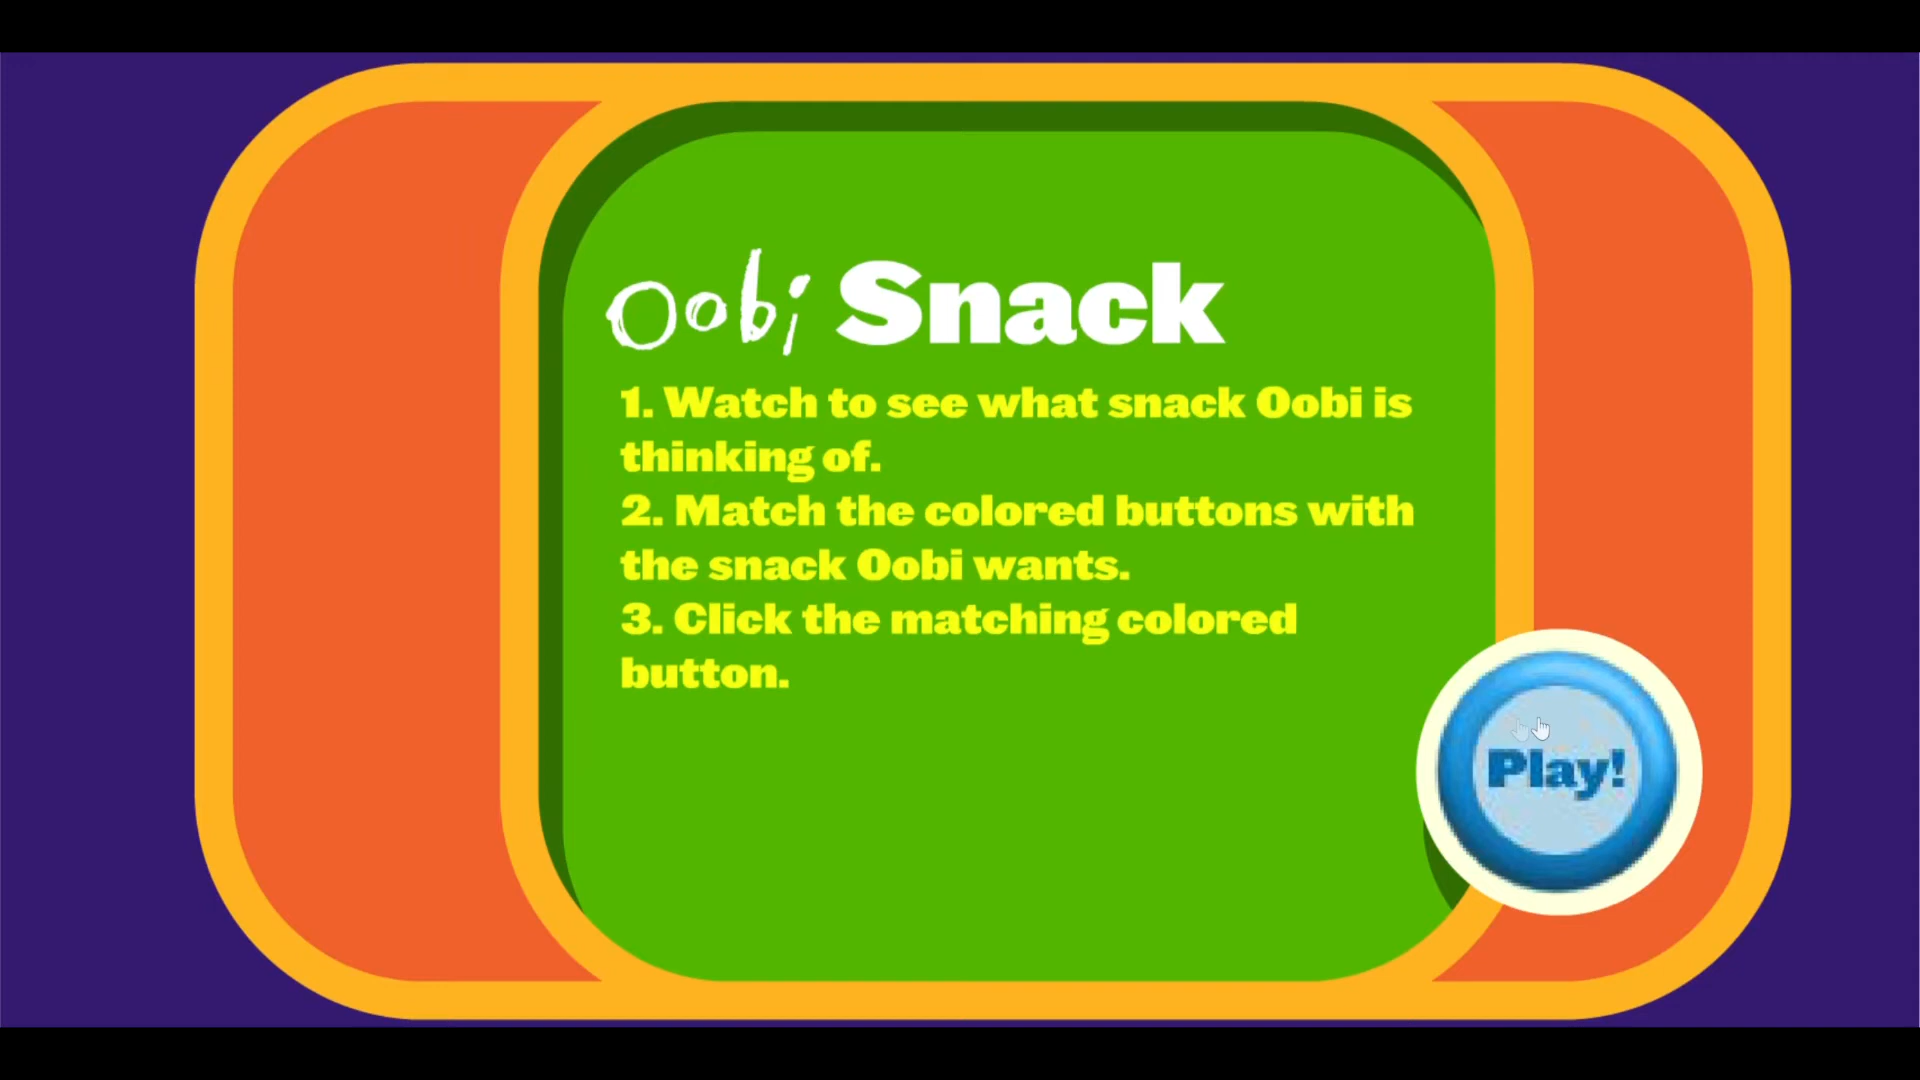 Oobi Snack
1. Watch to see what snack Oobi is
thinking of.
2. Match the colored buttons with
the snack Oobi wants.
3. Click the matching colored
button.
Play!